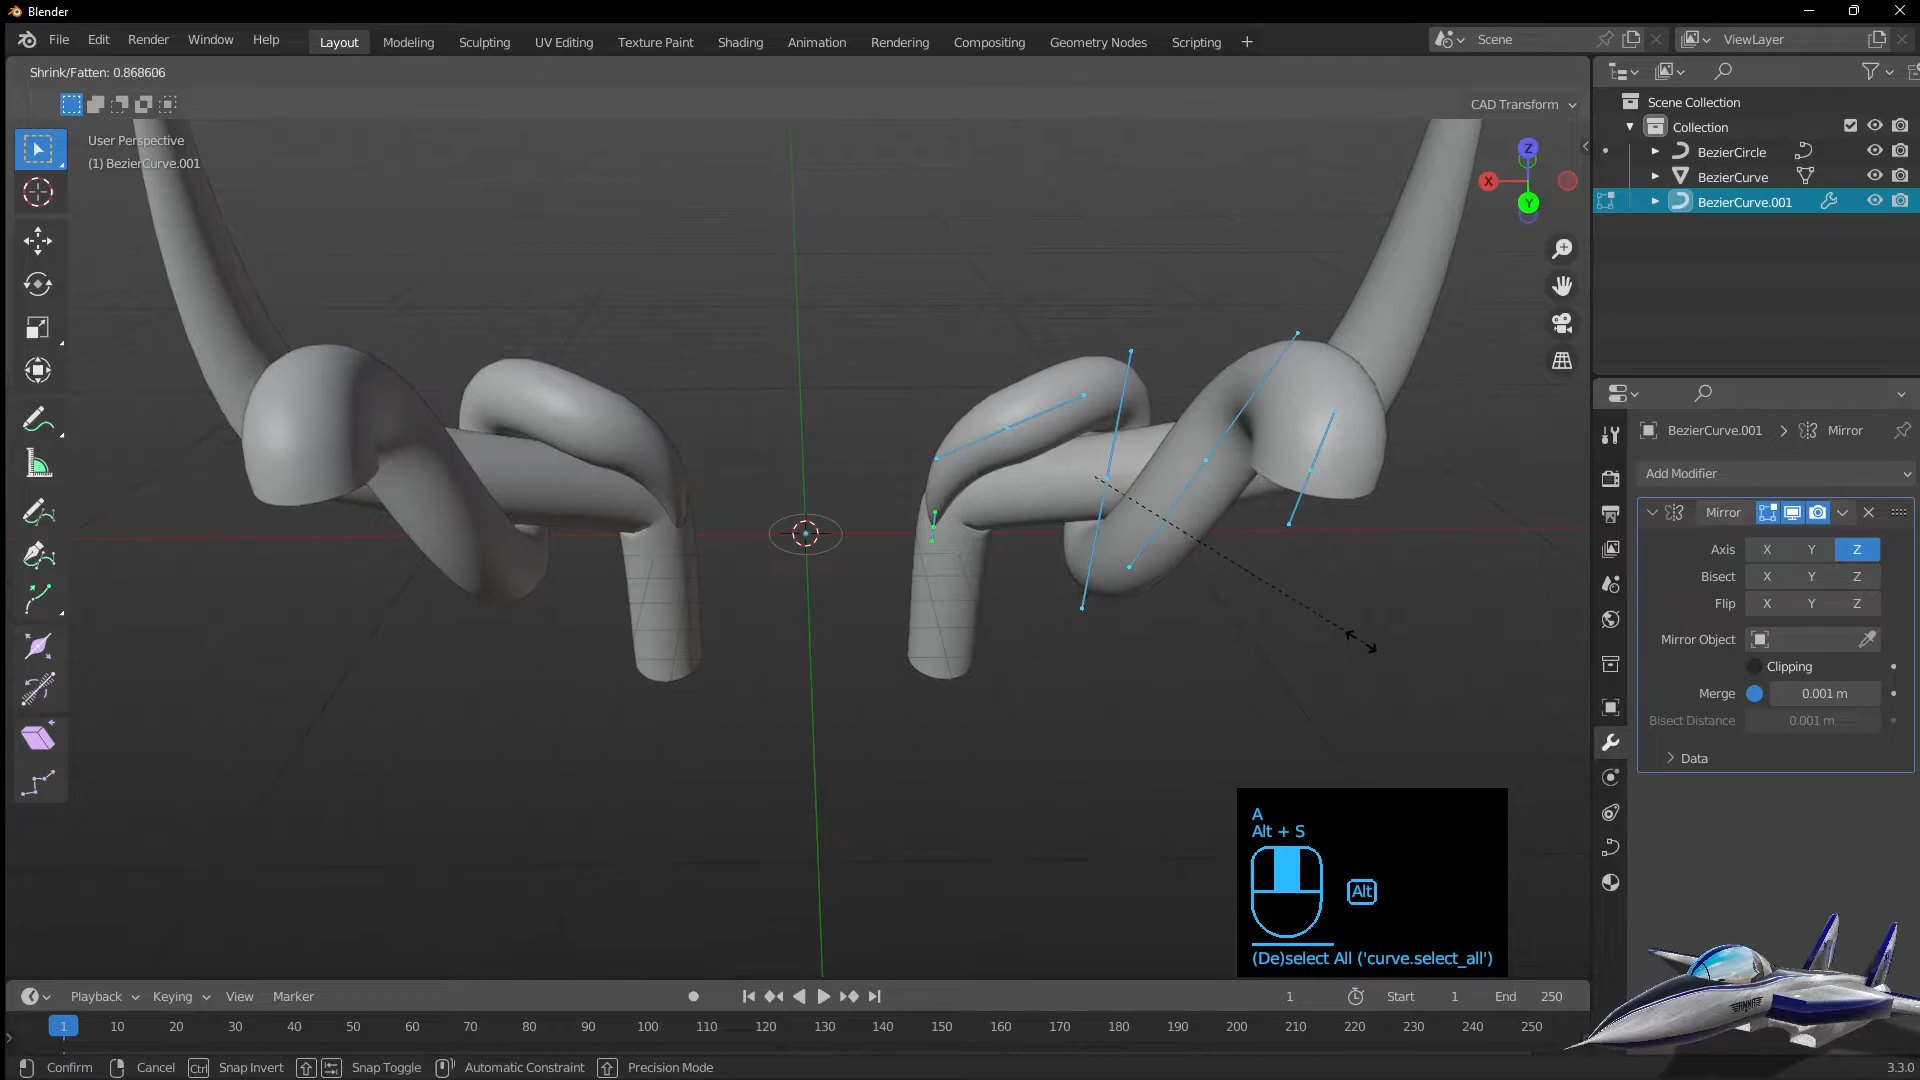 Blender
File Edit Render Window Help
Layout Modeling Sculpting UV Editing Texture Paint Shading Animation Rendering Compositing Geometry Nodes Scripting +
Scene
ViewLayer
Shrink/Fatten: 0.868606
CAD Transform
User Perspective
(1) BezierCurve.001
Z
X
Y
Scene Collection
Collection
BezierCircle
BezierCurve
BezierCurve.001
BezierCurve.001 > Mirror
Add Modifier
Mirror
Axis X Y Z
Bisect X Y Z
Flip X Y Z
Mirror Object
Clipping
Merge 0.001 m
Bisect Distance 0.001 m
Data
A
Alt + S
Alt
(De)select All ('curve.select_all')
Playback Keying View Marker
1 Start 1 End 250
1 10 20 30 40 50 60 70 80 90 100 110 120 130 140 150 160 170 180 190 200 210 220 230 240 250
Confirm Cancel Ctrl Snap Invert Snap Toggle Automatic Constraint Precision Mode
3.3.0